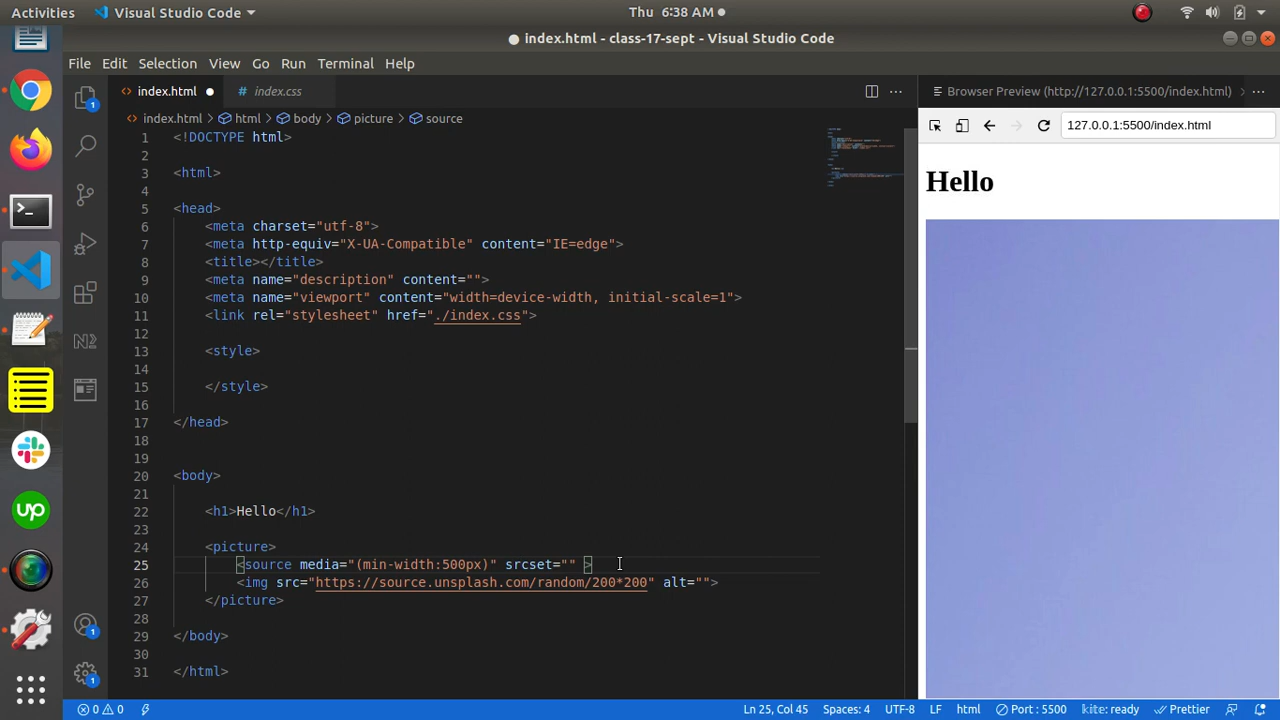 Activities Visual Studio Code Thu 6:38 AM
index.html - class-17-sept - Visual Studio Code
File Edit Selection View Go Run Terminal Help
index.html index.css
Browser Preview (http://127.0.0.1:5500/index.html)
index.html html body picture source
127.0.0.1:5500/index.html
1 <!DOCTYPE html>
2
3 <html>
4
5 <head>
6 <meta charset="utf-8">
7 <meta http-equiv="X-UA-Compatible" content="IE=edge">
8 <title></title>
9 <meta name="description" content="">
10 <meta name="viewport" content="width=device-width, initial-scale=1">
11 <link rel="stylesheet" href="./index.css">
12
13 <style>
14
15 </style>
16
17 </head>
18
19
20 <body>
21
22 <h1>Hello</h1>
23
24 <picture>
25 <source media="(min-width:500px)" srcset="" >
26 <img src="https://source.unsplash.com/random/200*200" alt="">
27 </picture>
28
29 </body>
30
31 </html>
Hello
1
1
1
up
0 0 Ln 25, Col 45 Spaces: 4 UTF-8 LF html Port : 5500 kite: ready Prettier